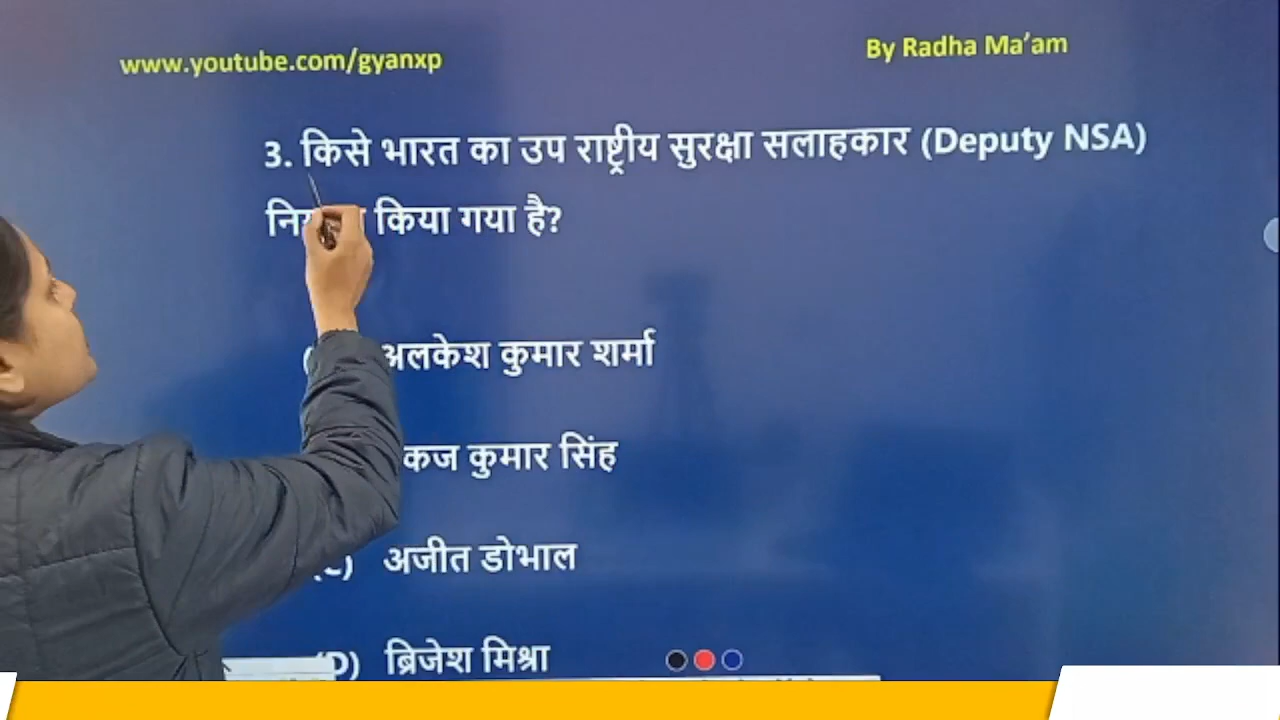 www.youtube.com/gyanxp
By Radha Ma'am
3. किसे भारत का उप राष्ट्रीय सुरक्षा सलाहकार (Deputy NSA)
किया गया है?
अलकेश कुमार शर्मा
कुमार सिंह
(C) अजीत डोभाल
(D) ब्रिजेश मिश्रा